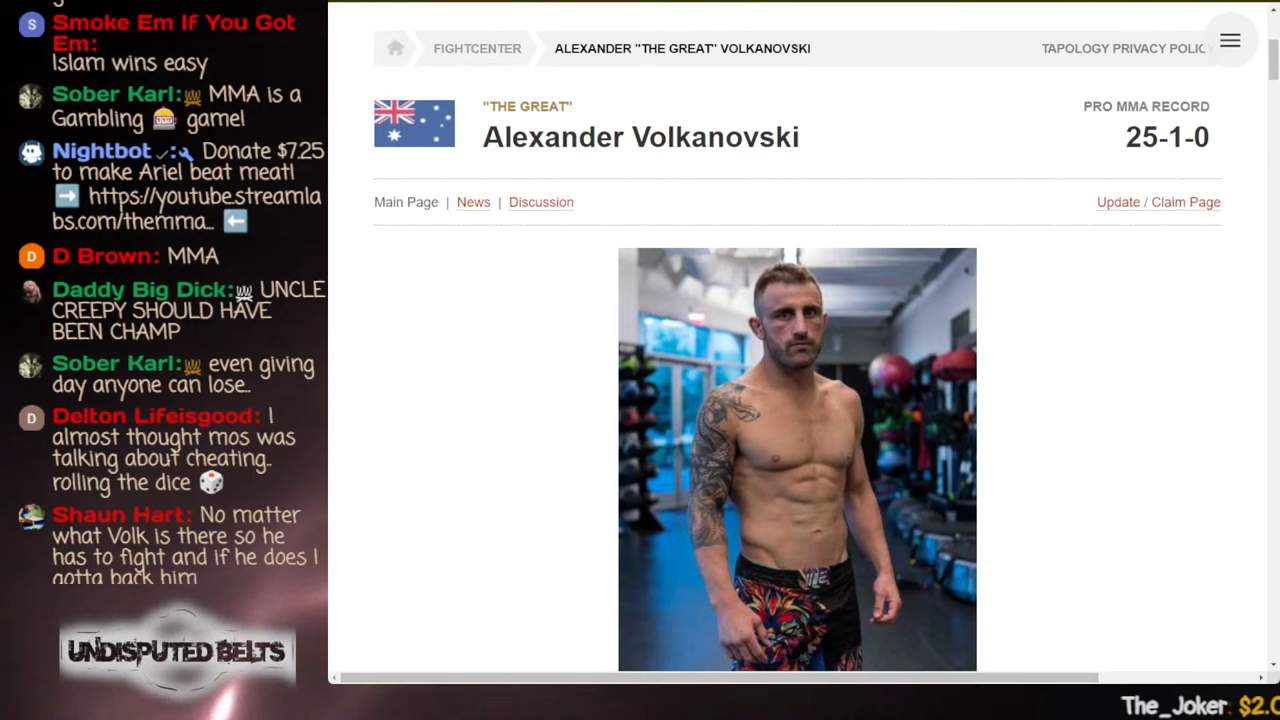 S
Smoke Em If You Got
Em:
Islam wins easy
Sober Karl: MMA is a
Gambling 🎰 game!
Nightbot ✓: Donate $7.25
to make Ariel beat meat!
➡️ https://youtube.streamla
bs.com/themma... ⬅️
D
D Brown: MMA
Daddy Big Dick: UNCLE
CREEPY SHOULD HAVE
BEEN CHAMP
Sober Karl: even giving
day anyone can lose..
D
Delton Lifeisgood: I
almost thought mos was
talking about cheating..
rolling the dice 🎲
Shaun Hart: No matter
what Volk is there so he
has to fight and if he does I
gotta back him
UNDISPUTED BELTS
FIGHTCENTER
ALEXANDER "THE GREAT" VOLKANOVSKI
TAPOLOGY PRIVACY POLIC
"THE GREAT"
Alexander Volkanovski
PRO MMA RECORD
25-1-0
Main Page | News | Discussion
Update / Claim Page
The_Joker. $2.0